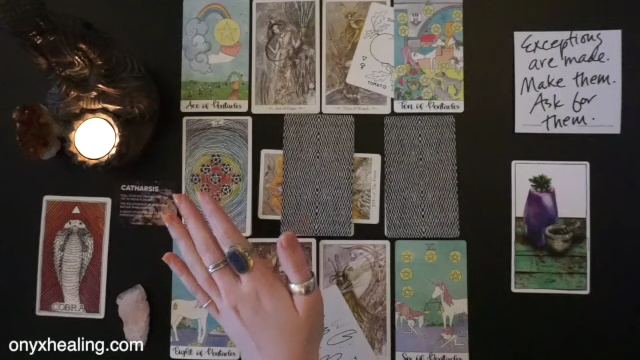 Ace of Pentacles
TOMATO
Ten of Pentacles
Exceptions
are made.
Make them.
Ask for
them.
CATHARSIS
COBRA
Eight of Pentacles
Six of Pentacles
onyxhealing.com